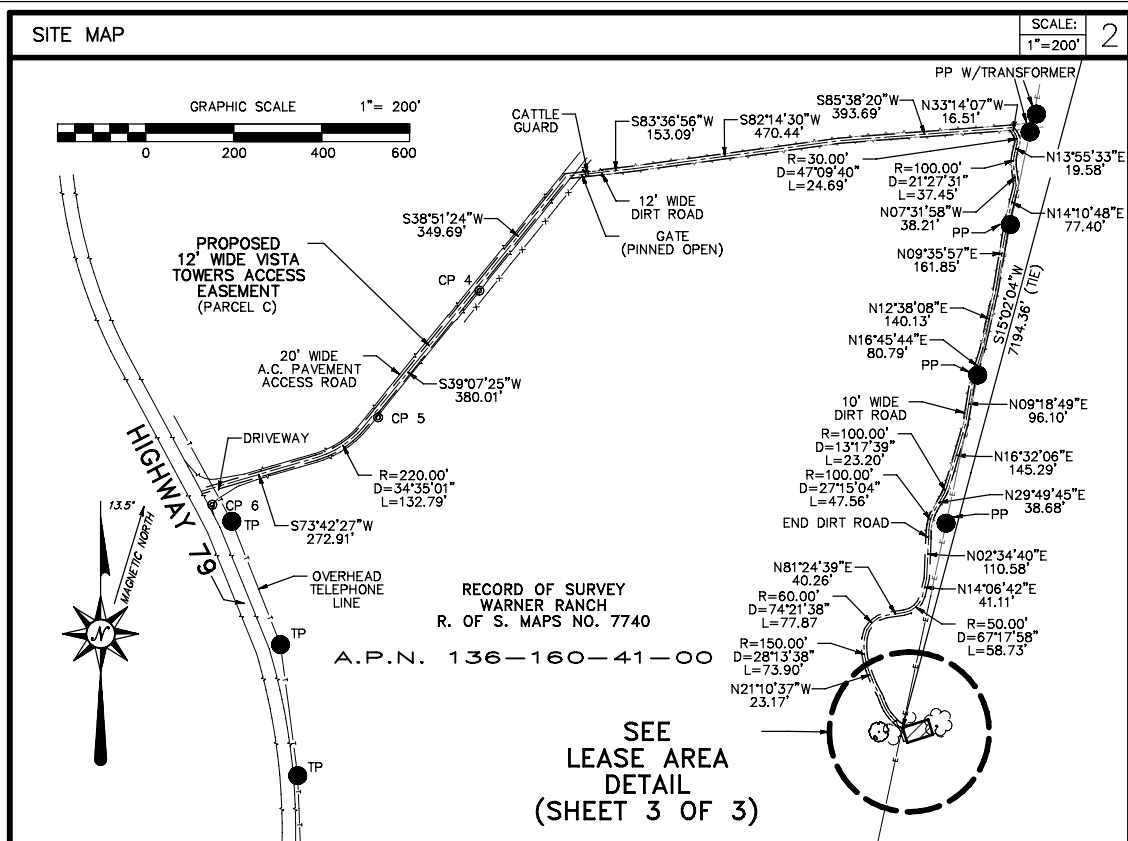 SITE MAP
SCALE:
1"=200'
2
GRAPHIC SCALE 1"= 200'
0 200 400 600
CATTLE
GUARD
S83°36'56"W
153.09'
S82°14'30"W
470.44'
S85°38'20"W
393.69'
N33°14'07"W
16.51'
PP W/TRANSFORMER
R=30.00'
D=47°09'40"
L=24.69'
R=100.00'
D=21°27'31"
L=37.45'
N13°55'33"E
19.58'
N07°31'58"W
38.21'
N14°10'48"E
77.40'
PP
12' WIDE
DIRT ROAD
GATE
(PINNED OPEN)
S38°51'24"W
349.69'
PROPOSED
12' WIDE VISTA
TOWERS ACCESS
EASEMENT
(PARCEL C)
CP 4
N09°35'57"E
161.85'
S15°02'04"W
7194.36' (TIE)
N12°38'08"E
140.13'
N16°45'44"E
80.79'
PP
20' WIDE
A.C. PAVEMENT
ACCESS ROAD
S39°07'25"W
380.01'
CP 5
10' WIDE
DIRT ROAD
N09°18'49"E
96.10'
R=100.00'
D=13°17'39"
L=23.20'
N16°32'06"E
145.29'
R=100.00'
D=27°15'04"
L=47.56'
N29°49'45"E
38.68'
END DIRT ROAD
PP
DRIVEWAY
HIGHWAY 79
R=220.00'
D=34°35'01"
L=132.79'
CP 6
TP
S73°42'27"W
272.91'
13.5°
MAGNETIC NORTH
N
OVERHEAD
TELEPHONE
LINE
N02°34'40"E
110.58'
N81°24'39"E
40.26'
N14°06'42"E
41.11'
R=60.00'
D=74°21'38"
L=77.87
R=50.00'
D=67°17'58"
L=58.73'
R=150.00'
D=28°13'38"
L=73.90'
N21°10'37"W
23.17'
RECORD OF SURVEY
WARNER RANCH
R. OF S. MAPS NO. 7740
A.P.N. 136-160-41-00
TP
TP
SEE
LEASE AREA
DETAIL
(SHEET 3 OF 3)